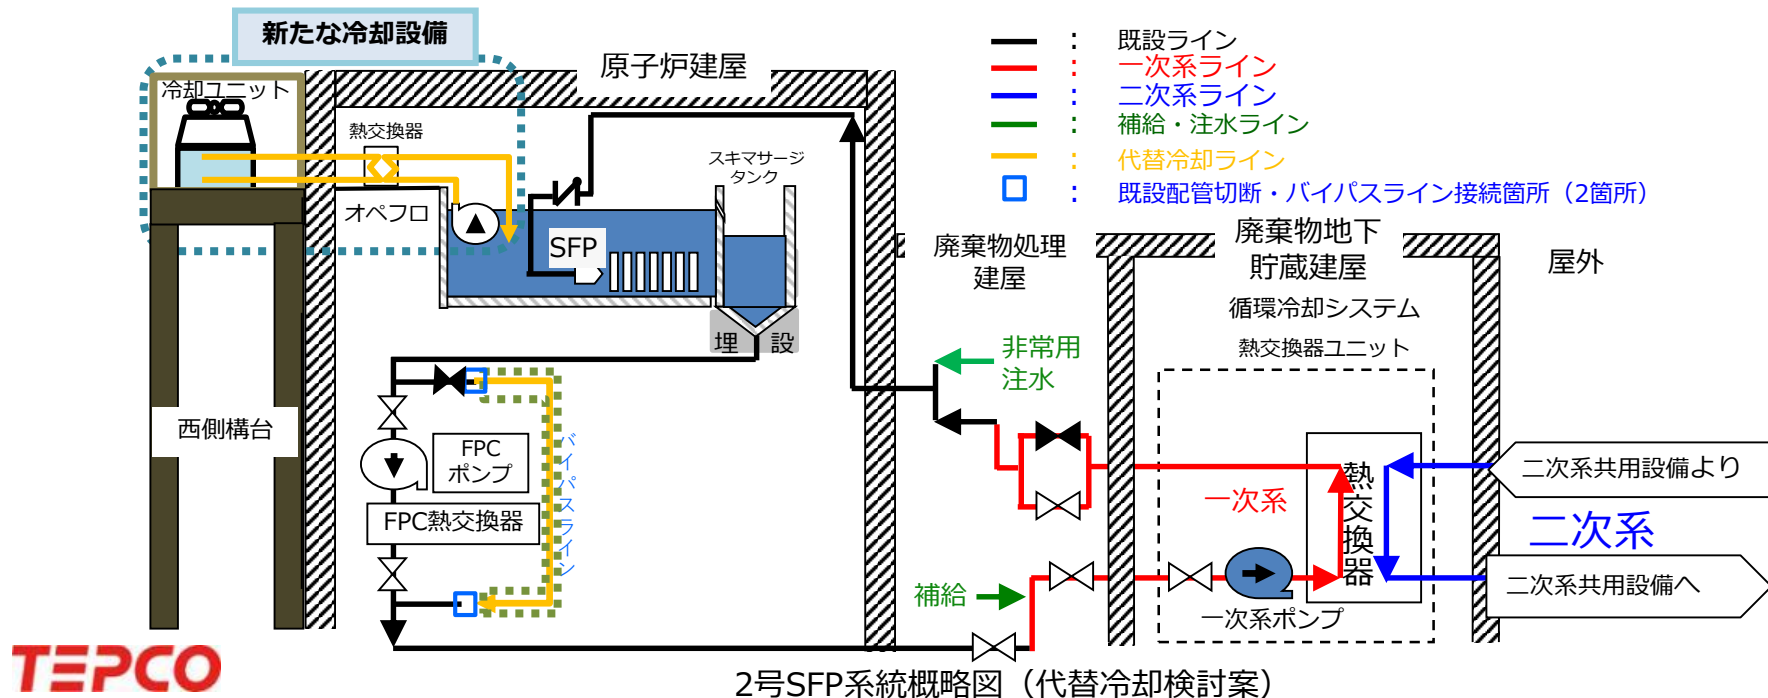 新たな冷却設備
冷却ユニット
原子炉建屋
熱交換器
オペフロ
SFP
スキマサージ
タンク
埋 設
西側構台
FPC
ポンプ
FPC熱交換器
バイパスライン
: 既設ライン
: 一次系ライン
: 二次系ライン
: 補給・注水ライン
: 代替冷却ライン
: 既設配管切断・バイパスライン接続箇所（2箇所）
廃棄物処理
建屋
廃棄物地下
貯蔵建屋
屋外
循環冷却システム
熱交換器ユニット
非常用
注水
補給
一次系
熱交換器
一次系ポンプ
二次系共用設備より
二次系
二次系共用設備へ
TEPCO
2号SFP系統概略図（代替冷却検討案）